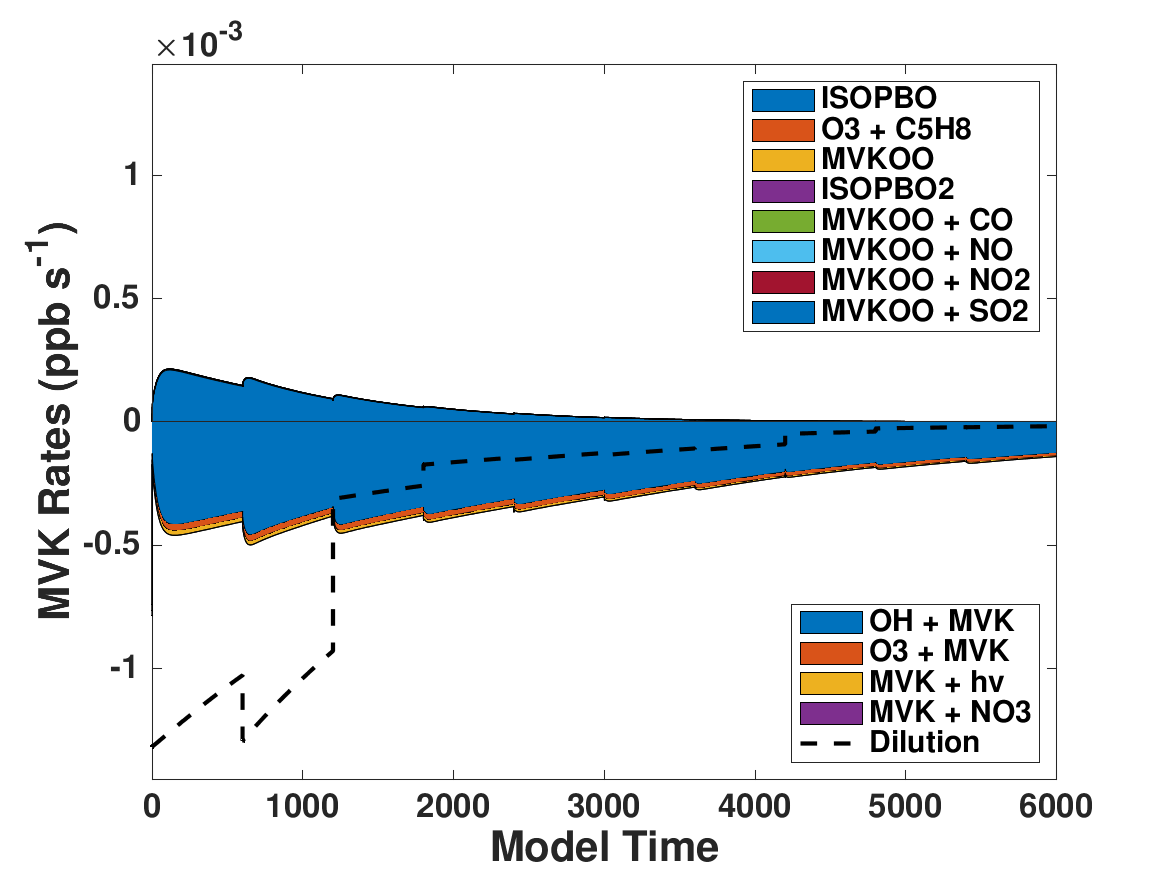 ×10-3
MVK Rates (ppb s-1)
1
0.5
0
-0.5
-1
ISOPBO
O3 + C5H8
MVKOO
ISOPBO2
MVKOO + CO
MVKOO + NO
MVKOO + NO2
MVKOO + SO2
OH + MVK
O3 + MVK
MVK + hv
MVK + NO3
Dilution
0 1000 2000 3000 4000 5000 6000
Model Time